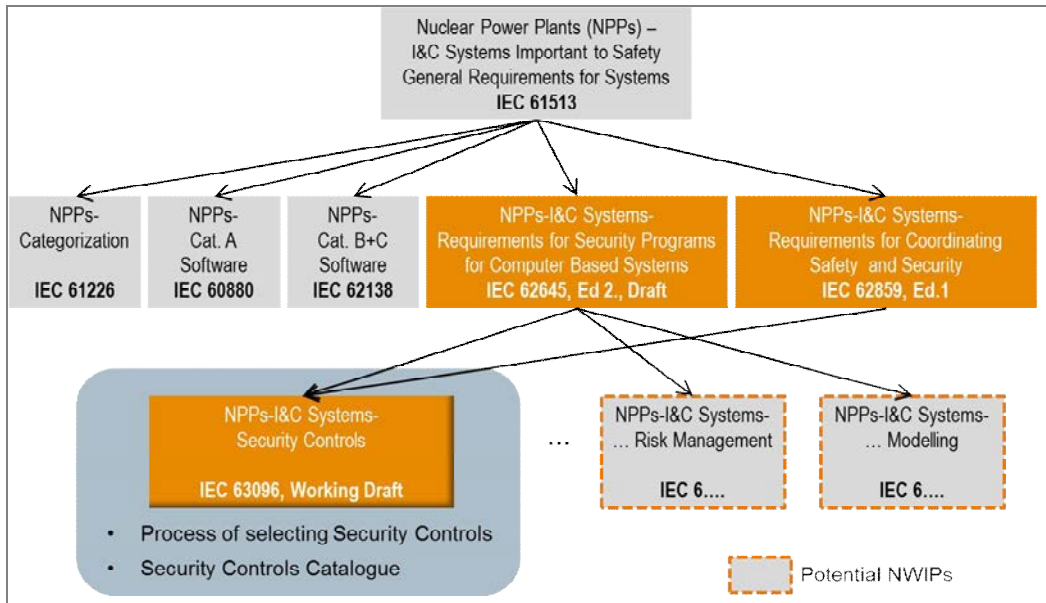 Nuclear Power Plants (NPPs) –
I&C Systems Important to Safety
General Requirements for Systems
IEC 61513
NPPs-
Categorization
IEC 61226
NPPs-
Cat. A
Software
IEC 60880
NPPs-
Cat. B+C
Software
IEC 62138
NPPs-I&C Systems-
Requirements for Security Programs
for Computer Based Systems
IEC 62645, Ed 2., Draft
NPPs-I&C Systems-
Requirements for Coordinating
Safety and Security
IEC 62859, Ed.1
NPPs-I&C Systems-
Security Controls
IEC 63096, Working Draft
• Process of selecting Security Controls
• Security Controls Catalogue
...
NPPs-I&C Systems-
... Risk Management
IEC 6....
NPPs-I&C Systems-
... Modelling
IEC 6....
Potential NWIPs